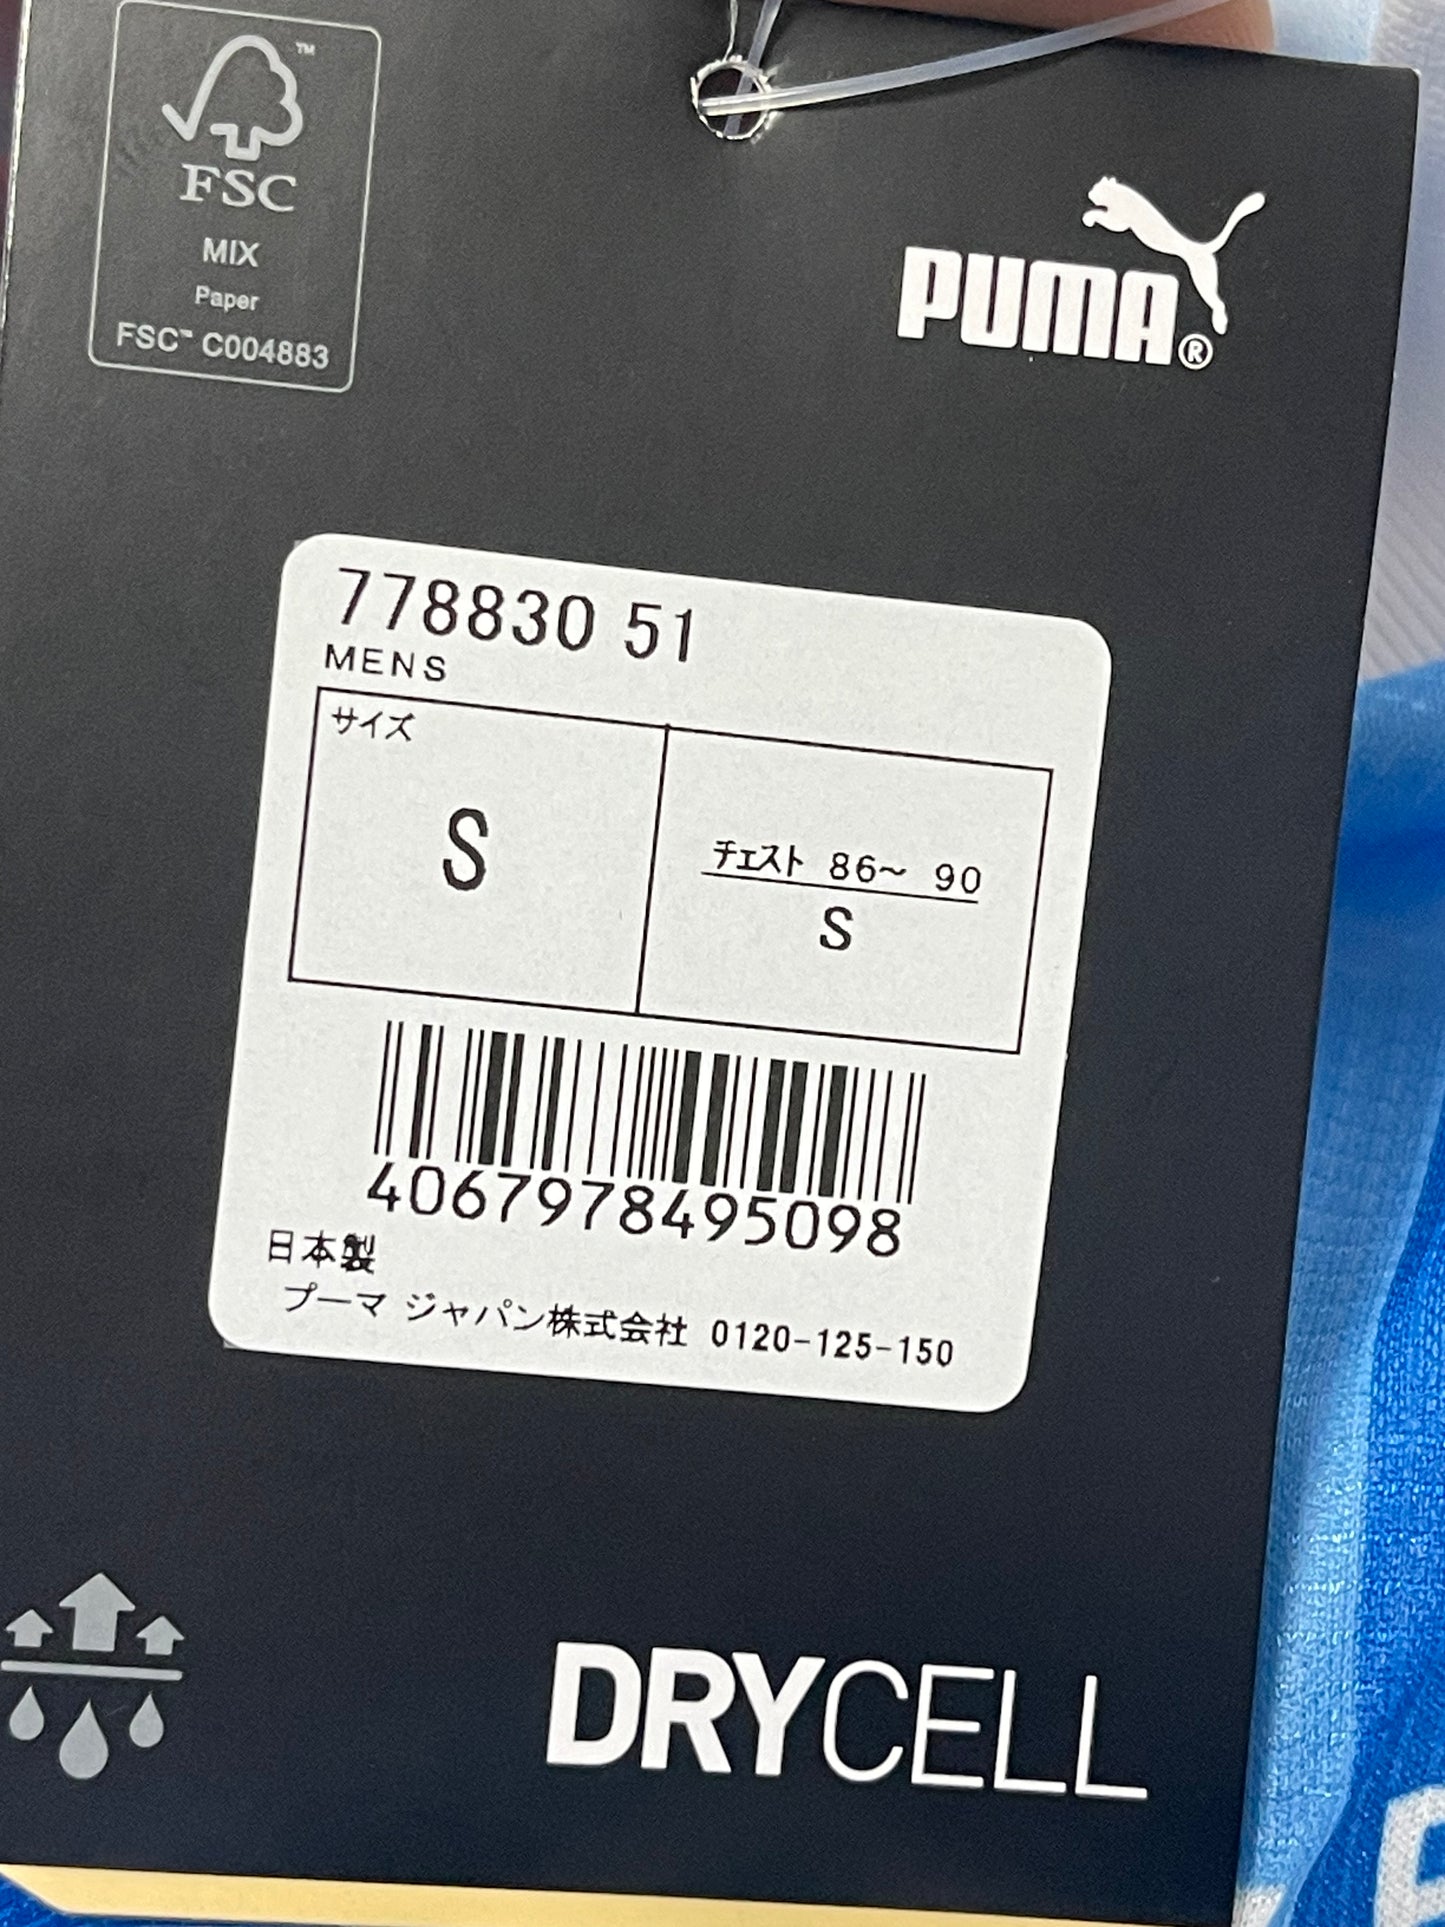 FSC
MIX
Paper
FSC™ C004883
PUMA®
778830 51
MENS
サイズ
S
チェスト 86～ 90
S
4067978495098
日本製
プーマ ジャパン株式会社 0120-125-150
DRYCELL